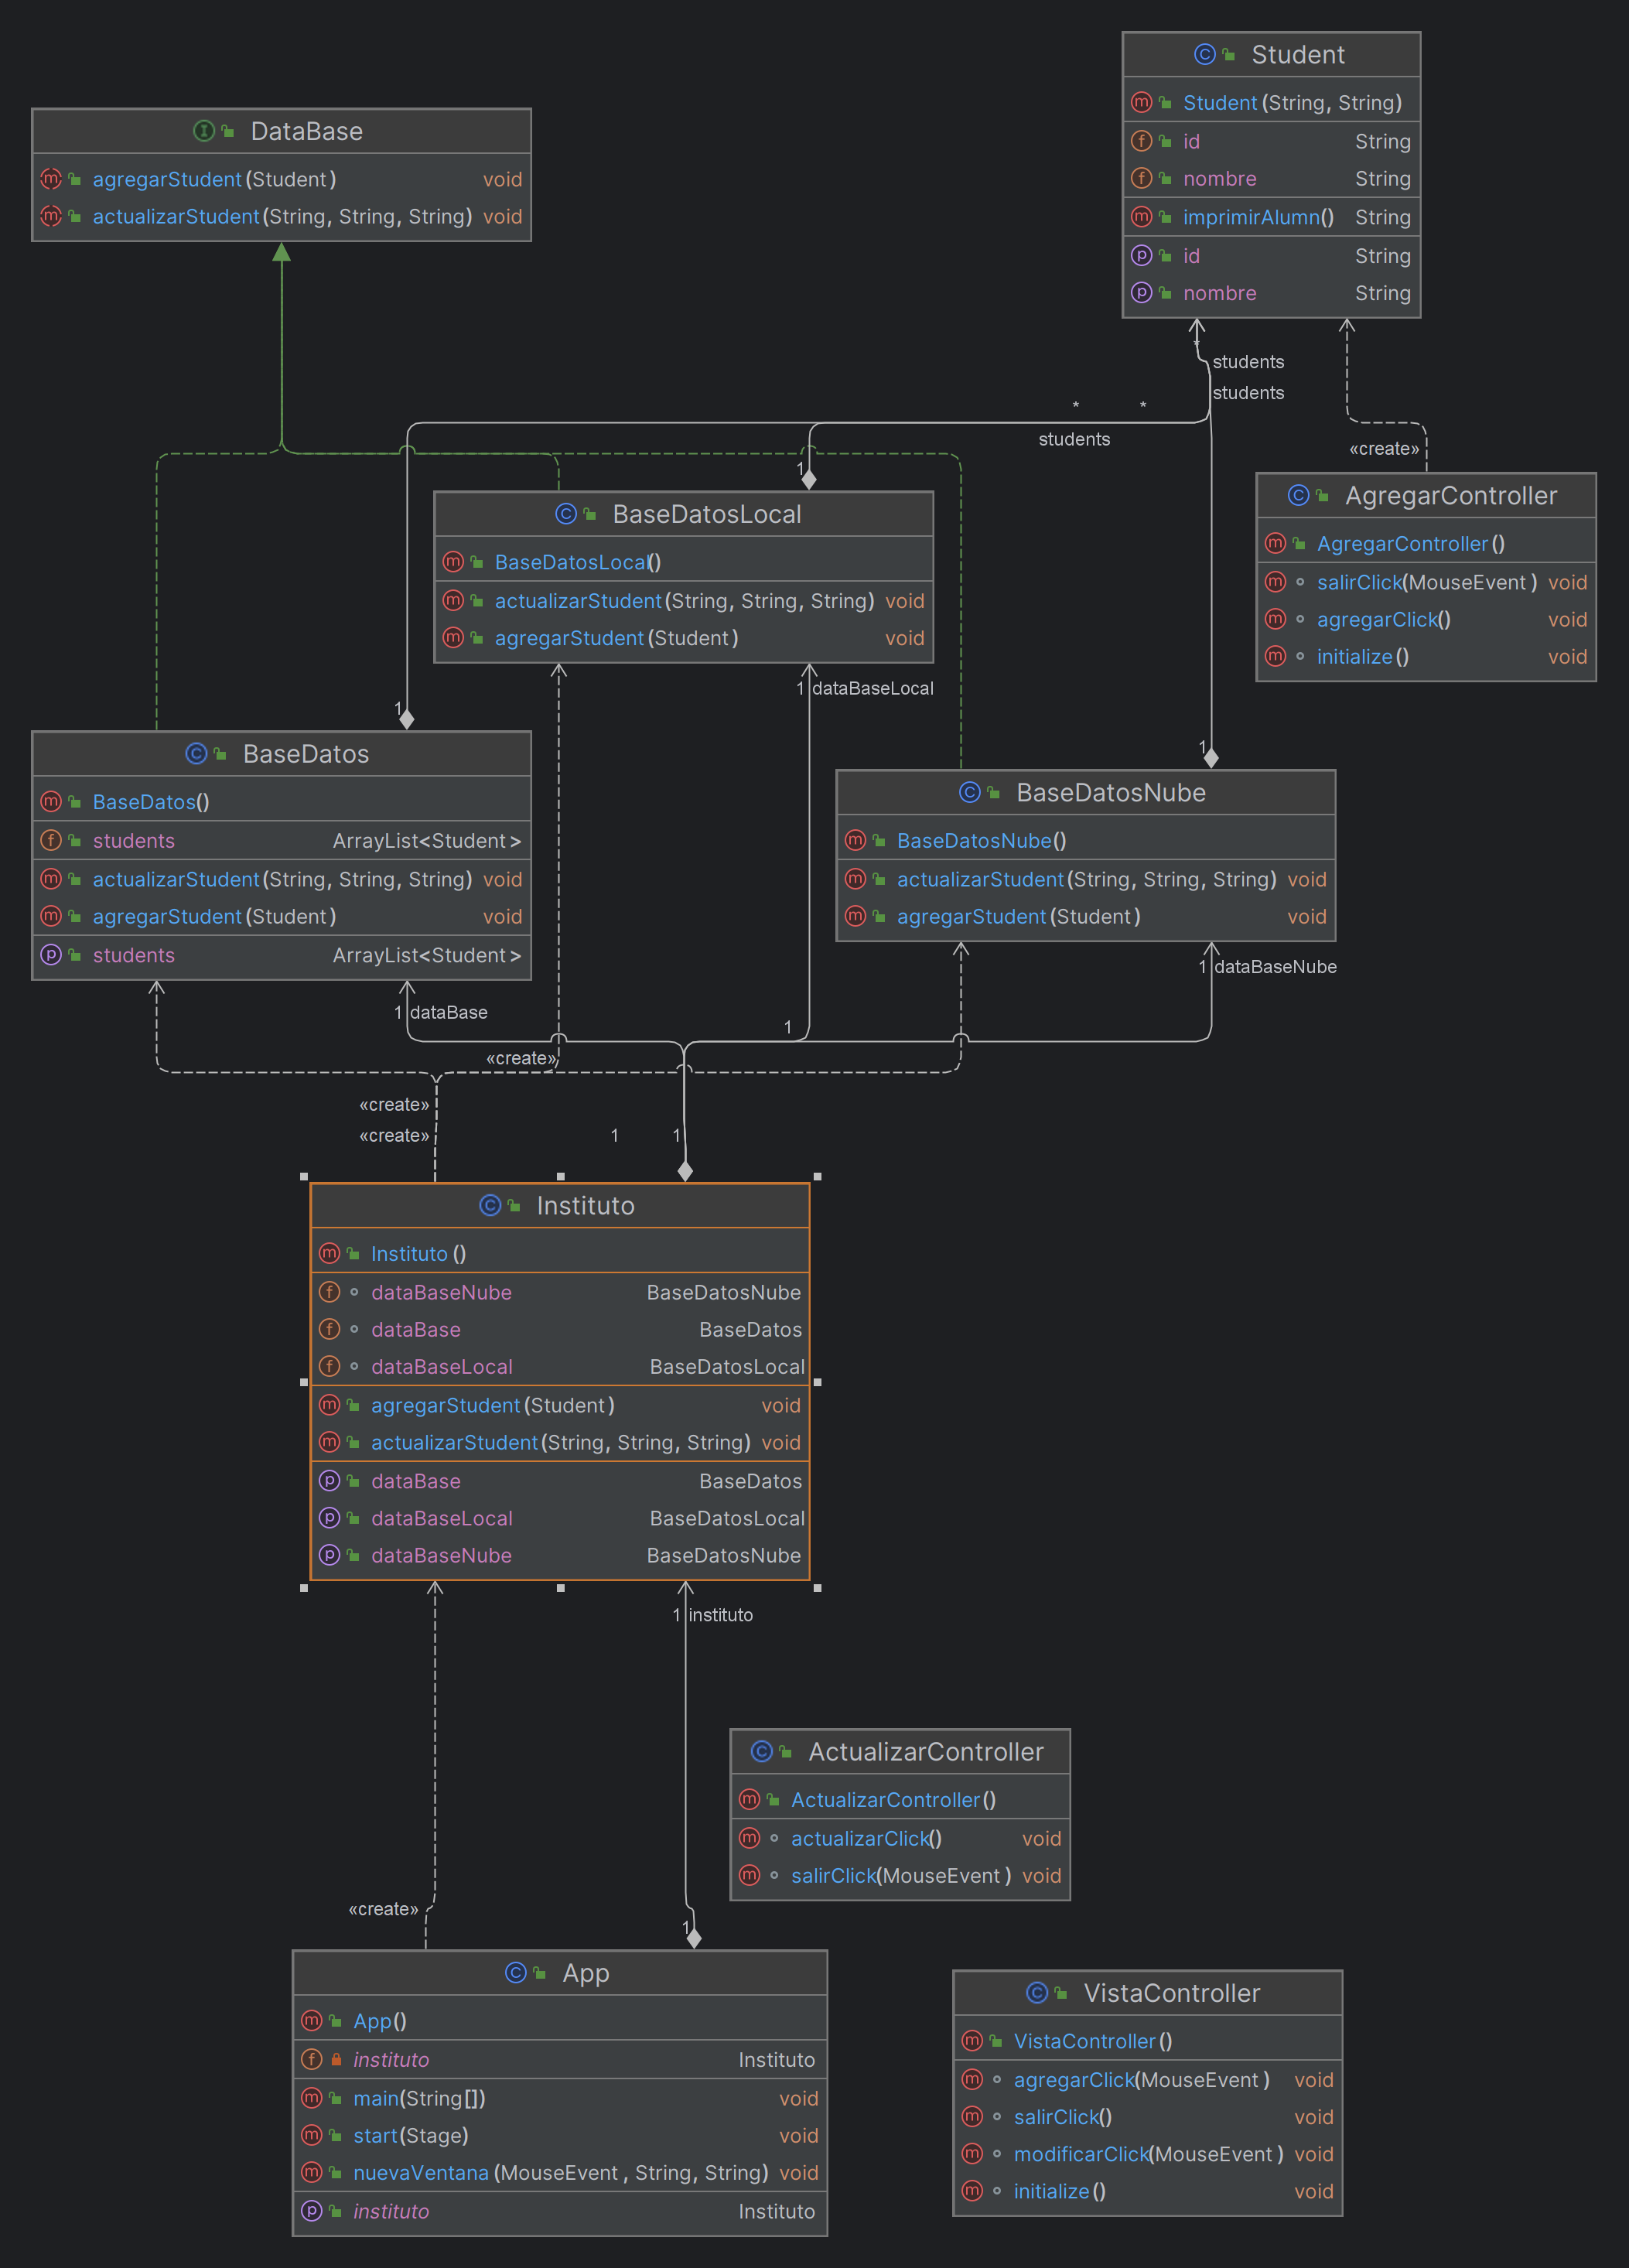 Student
Student(String, String)
id String
nombre String
imprimirAlumn() String
id String
nombre String
DataBase
agregarStudent(Student) void
actualizarStudent(String, String, String) void
*
students
students
* *
students
«create»
AgregarController
AgregarController()
salirClick(MouseEvent) void
agregarClick() void
initialize() void
1
BaseDatosLocal
BaseDatosLocal()
actualizarStudent(String, String, String) void
agregarStudent(Student) void
1 dataBaseLocal
1
BaseDatos
BaseDatos()
students ArrayList<Student>
actualizarStudent(String, String, String) void
agregarStudent(Student) void
students ArrayList<Student>
1
BaseDatosNube
BaseDatosNube()
actualizarStudent(String, String, String) void
agregarStudent(Student) void
1 dataBaseNube
1 dataBase
1
«create»
«create»
«create»
1 1
Instituto
Instituto()
dataBaseNube BaseDatosNube
dataBase BaseDatos
dataBaseLocal BaseDatosLocal
agregarStudent(Student) void
actualizarStudent(String, String, String) void
dataBase BaseDatos
dataBaseLocal BaseDatosLocal
dataBaseNube BaseDatosNube
1 instituto
ActualizarController
ActualizarController()
actualizarClick() void
salirClick(MouseEvent) void
«create»
1
App
App()
instituto Instituto
main(String[]) void
start(Stage) void
nuevaVentana(MouseEvent, String, String) void
instituto Instituto
VistaController
VistaController()
agregarClick(MouseEvent) void
salirClick() void
modificarClick(MouseEvent) void
initialize() void